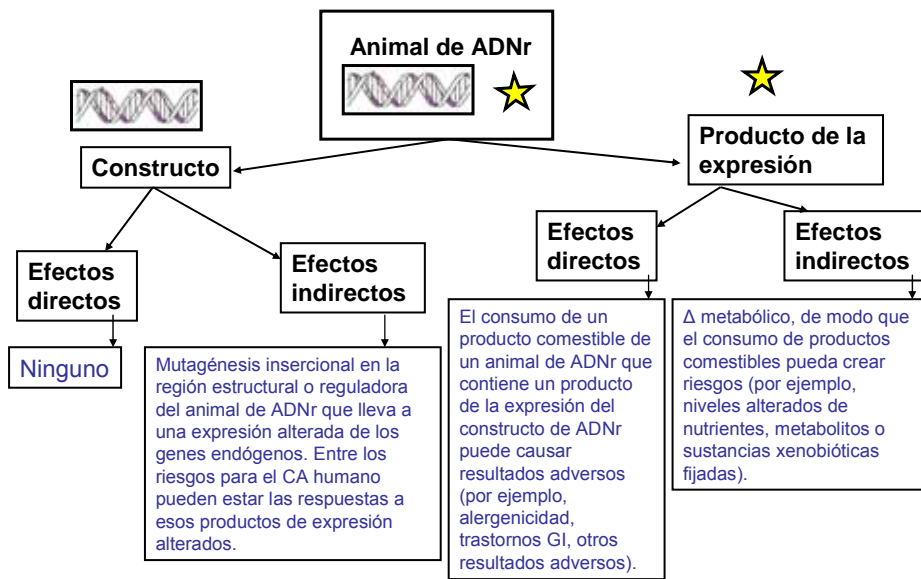 Animal de ADNr
Constructo
Producto de la
expresión
Efectos
directos
Efectos
indirectos
Efectos
directos
Efectos
indirectos
Ninguno
Mutagénesis insercional en la
región estructural o reguladora
del animal de ADNr que lleva a
una expresión alterada de los
genes endógenos. Entre los
riesgos para el CA humano
pueden estar las respuestas a
esos productos de expresión
alterados.
El consumo de un
producto comestible de
un animal de ADNr que
contiene un producto
de la expresión del
constructo de ADNr
puede causar
resultados adversos
(por ejemplo,
alergenicidad,
trastornos GI, otros
resultados adversos).
Δ metabólico, de modo que
el consumo de productos
comestibles pueda crear
riesgos (por ejemplo,
niveles alterados de
nutrientes, metabolitos o
sustancias xenobióticas
fijadas).